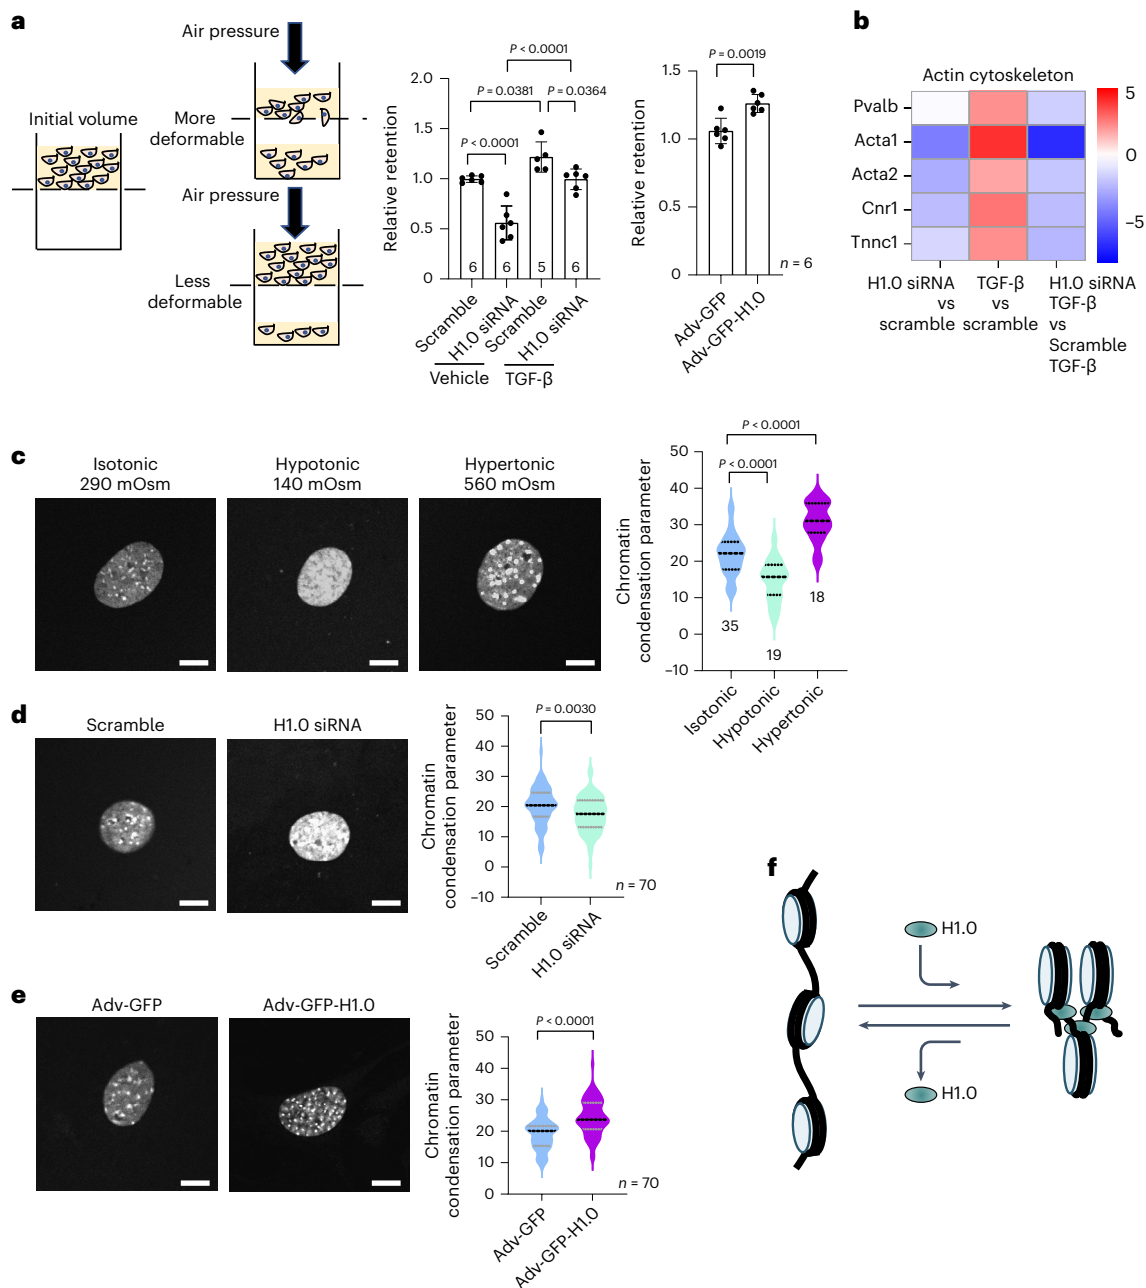 a
Air pressure
Initial volume
More
deformable
Air pressure
Less
deformable
Relative retention
2.0
1.5
1.0
0.5
0
P < 0.0001
P = 0.0381
P = 0.0364
P < 0.0001
6
6
5
6
Scramble
H1.0 siRNA
Scramble
H1.0 siRNA
Vehicle
TGF-β
Relative retention
1.5
1.0
0.5
0
P = 0.0019
n = 6
Adv-GFP
Adv-GFP-H1.0
b
Actin cytoskeleton
Pvalb
Acta1
Acta2
Cnr1
Tnnc1
5
0
−5
H1.0 siRNA
vs
scramble
TGF-β
vs
scramble
H1.0 siRNA
TGF-β
vs
Scramble
TGF-β
c
Isotonic
290 mOsm
Hypotonic
140 mOsm
Hypertonic
560 mOsm
Chromatin
condensation parameter
50
40
30
20
10
0
−10
P < 0.0001
P < 0.0001
35
19
18
Isotonic
Hypotonic
Hypertonic
d
Scramble
H1.0 siRNA
Chromatin
condensation parameter
50
40
30
20
10
0
−10
P = 0.0030
n = 70
Scramble
H1.0 siRNA
e
Adv-GFP
Adv-GFP-H1.0
Chromatin
condensation parameter
50
40
30
20
10
0
P < 0.0001
n = 70
Adv-GFP
Adv-GFP-H1.0
f
H1.0
H1.0